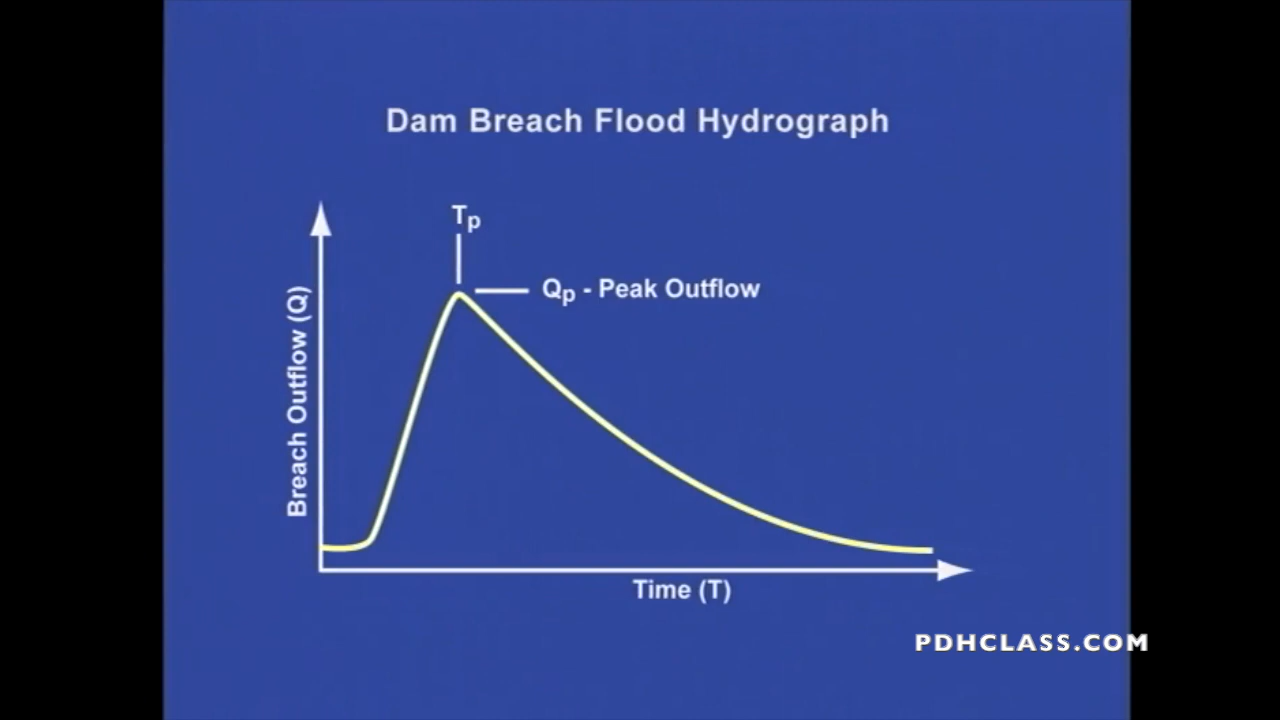 Dam Breach Flood Hydrograph
Tp
Qp - Peak Outflow
Breach Outflow (Q)
Time (T)
PDHCLASS.COM